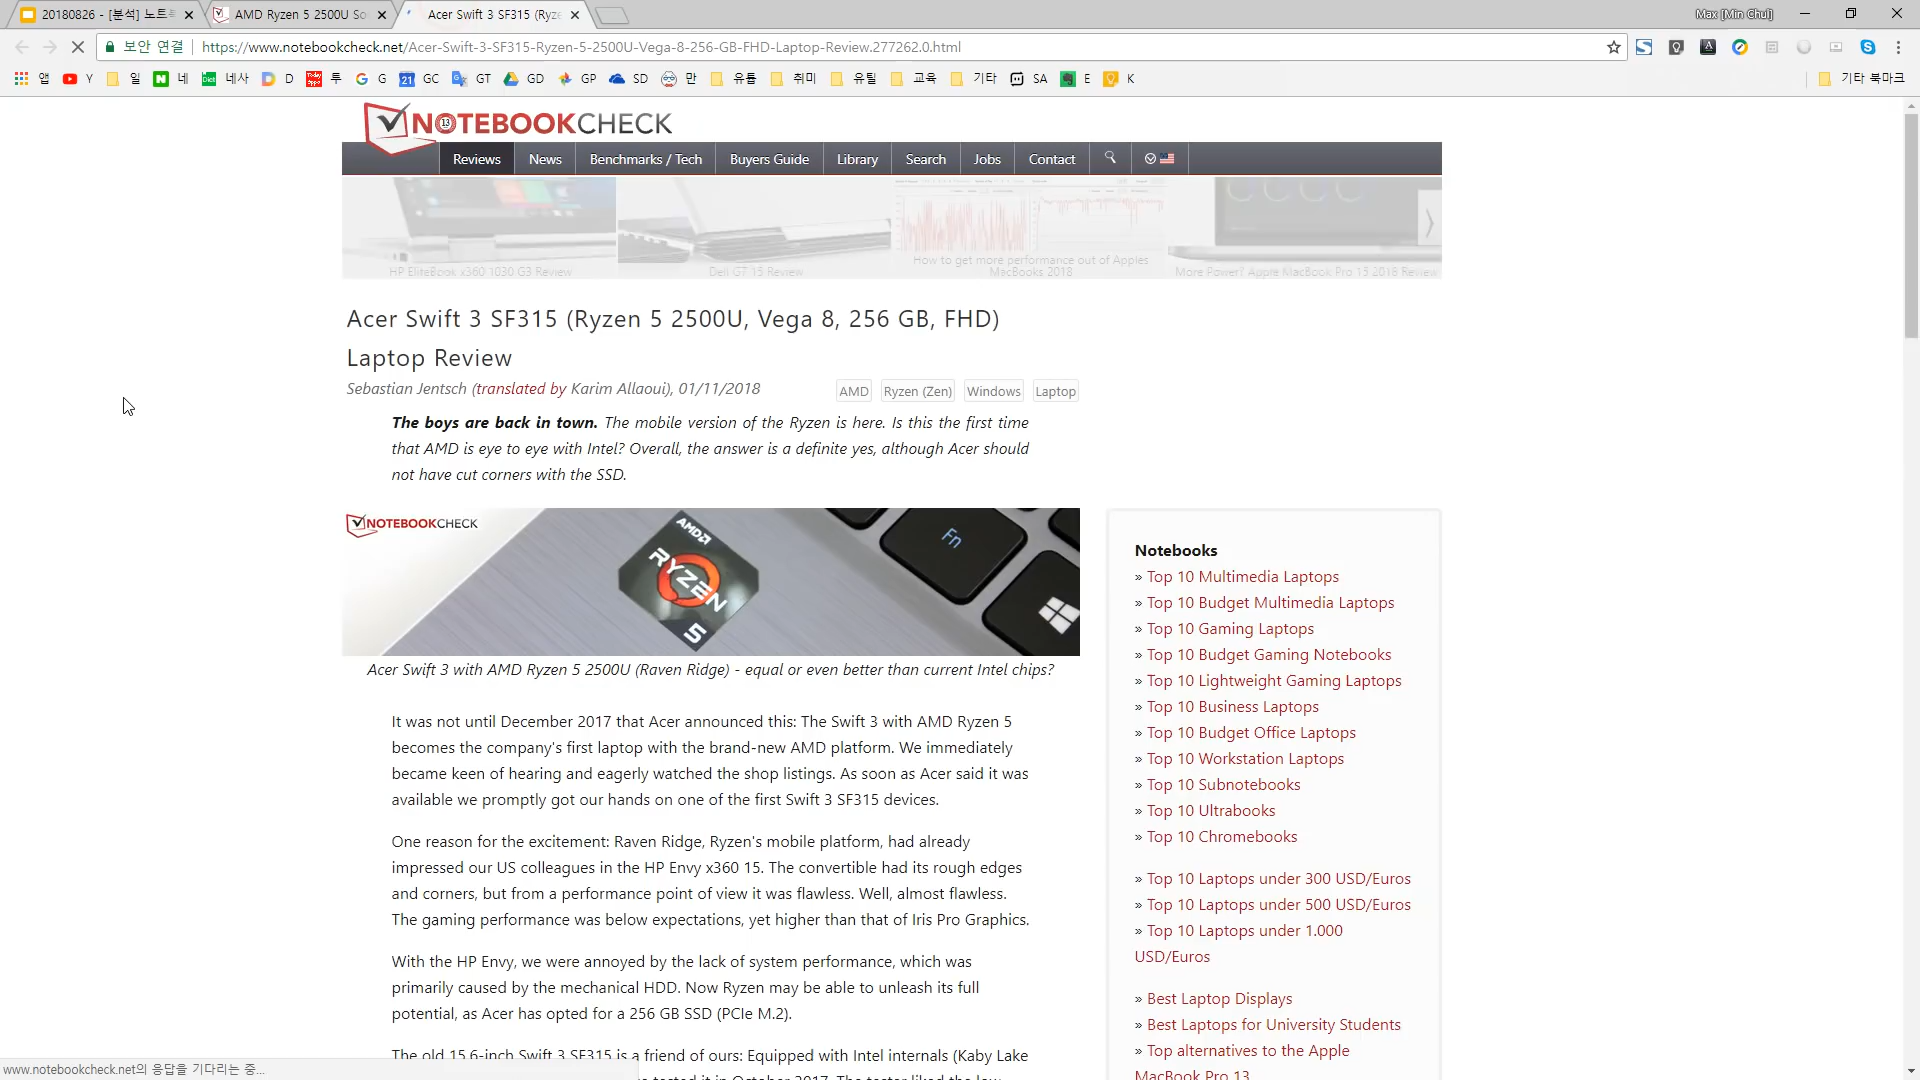 20180826 - [분석] 노트북
AMD Ryzen 5 2500U So
Acer Swift 3 SF315 (Ryze
Max [Min Chul]
보안 연결
https://www.notebookcheck.net/Acer-Swift-3-SF315-Ryzen-5-2500U-Vega-8-256-GB-FHD-Laptop-Review.277262.0.html
앱 Y 일 네 네사 D 투 G GC GT GD GP SD 만 유틉 취미 유틸 교육 기타 SA E K 기타 북마크
NOTEBOOKCHECK
Reviews News Benchmarks / Tech Buyers Guide Library Search Jobs Contact
HP EliteBook x360 1030 G3 Review
Dell G7 15 Review
How to get more performance out of Apples
MacBooks 2018
More Power? Apple MacBook Pro 13 2018 Review
Acer Swift 3 SF315 (Ryzen 5 2500U, Vega 8, 256 GB, FHD)
Laptop Review
Sebastian Jentsch (translated by Karim Allaoui), 01/11/2018
AMD Ryzen (Zen) Windows Laptop
The boys are back in town. The mobile version of the Ryzen is here. Is this the first time
that AMD is eye to eye with Intel? Overall, the answer is a definite yes, although Acer should
not have cut corners with the SSD.
NOTEBOOKCHECK
AMD
RYZEN
5
Fn
Acer Swift 3 with AMD Ryzen 5 2500U (Raven Ridge) - equal or even better than current Intel chips?
It was not until December 2017 that Acer announced this: The Swift 3 with AMD Ryzen 5
becomes the company's first laptop with the brand-new AMD platform. We immediately
became keen of hearing and eagerly watched the shop listings. As soon as Acer said it was
available we promptly got our hands on one of the first Swift 3 SF315 devices.
One reason for the excitement: Raven Ridge, Ryzen's mobile platform, had already
impressed our US colleagues in the HP Envy x360 15. The convertible had its rough edges
and corners, but from a performance point of view it was flawless. Well, almost flawless.
The gaming performance was below expectations, yet higher than that of Iris Pro Graphics.
With the HP Envy, we were annoyed by the lack of system performance, which was
primarily caused by the mechanical HDD. Now Ryzen may be able to unleash its full
potential, as Acer has opted for a 256 GB SSD (PCIe M.2).
The old 15.6-inch Swift 3 SF315 is a friend of ours: Equipped with Intel internals (Kaby Lake
Notebooks
» Top 10 Multimedia Laptops
» Top 10 Budget Multimedia Laptops
» Top 10 Gaming Laptops
» Top 10 Budget Gaming Notebooks
» Top 10 Lightweight Gaming Laptops
» Top 10 Business Laptops
» Top 10 Budget Office Laptops
» Top 10 Workstation Laptops
» Top 10 Subnotebooks
» Top 10 Ultrabooks
» Top 10 Chromebooks
» Top 10 Laptops under 300 USD/Euros
» Top 10 Laptops under 500 USD/Euros
» Top 10 Laptops under 1.000
USD/Euros
» Best Laptop Displays
» Best Laptops for University Students
» Top alternatives to the Apple
MacBook Pro 13
www.notebookcheck.net의 응답을 기다리는 중...